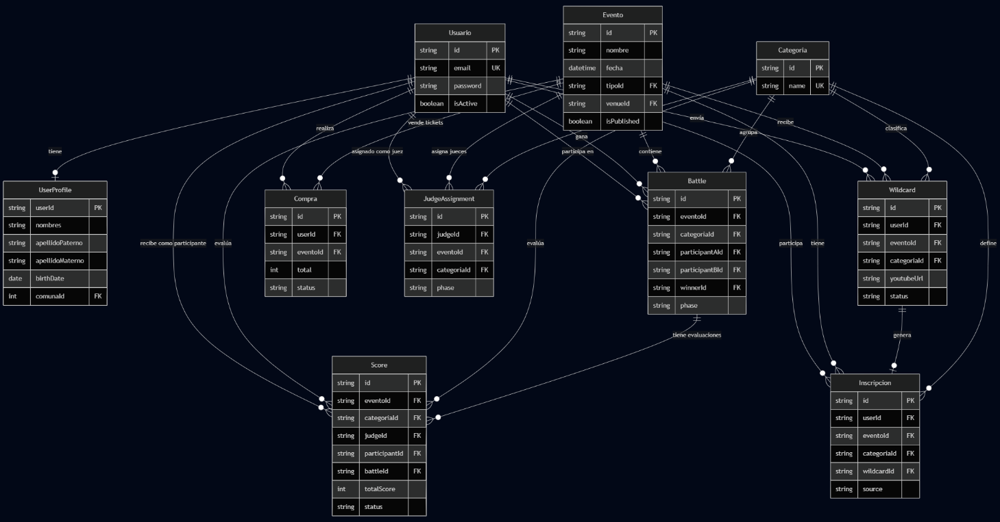 Evento
string id PK
string nombre
datetime fecha
string tipoId FK
string venueId FK
boolean isPublished
Usuario
string id PK
string email UK
string password
boolean isActive
Categoria
string id PK
string name UK
tiene
realiza
vende tickets
asignado como juez
asigna jueces
gana
participa en
contiene
envía
agrupa
recibe
clasifica
UserProfile
string userId PK
string nombres
string apellidoPaterno
string apellidoMaterno
date birthDate
int comunaId FK
Compra
string id PK
string userId FK
string eventoId FK
int total
string status
JudgeAssignment
string id PK
string judgeId FK
string eventoId FK
string categoriaId FK
string phase
Battle
string id PK
string eventoId FK
string categoriaId FK
string participantAId FK
string participantBId FK
string winnerId FK
string phase
Wildcard
string id PK
string userId FK
string eventoId FK
string categoriaId FK
string youtubeUrl
string status
recibe como participante
evalúa
evalúa
participa
tiene
define
tiene evaluaciones
genera
Score
string id PK
string eventoId FK
string categoriaId FK
string judgeId FK
string participantId FK
string battleId FK
int totalScore
string status
Inscripcion
string id PK
string userId FK
string eventoId FK
string categoriaId FK
string wildcardId FK
string source